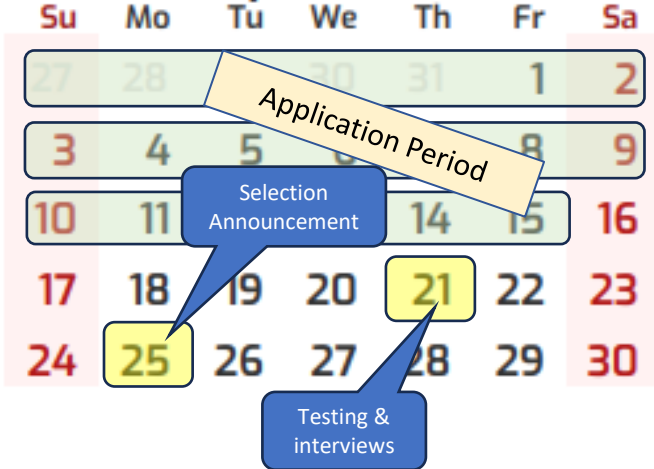 Su Mo Tu We Th Fr Sa
27 28 30 31 1 2
Application Period
3 4 5 6 8 9
Selection
Announcement
10 11 14 15 16
17 18 19 20 21 22 23
24 25 26 27 28 29 30
Testing &
interviews